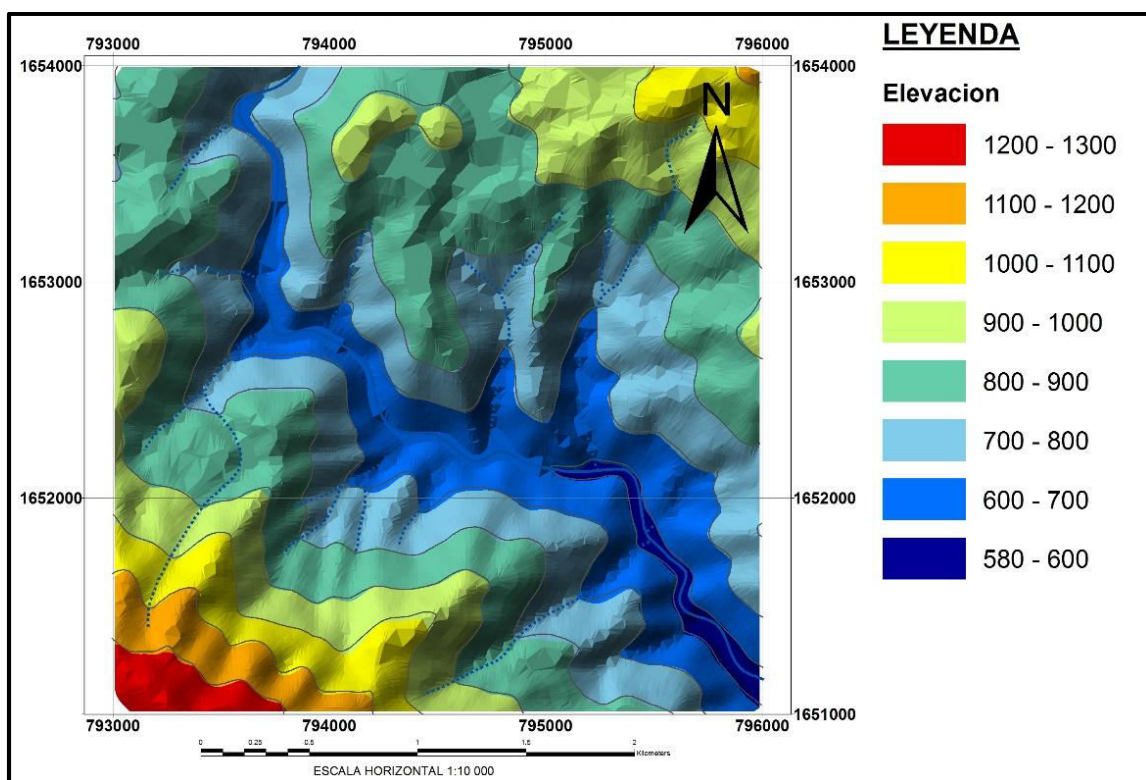 LEYENDA
793000 794000 795000 796000
1654000 1654000
N
Elevacion
1200 - 1300
1100 - 1200
1000 - 1100
1653000 1653000
900 - 1000
800 - 900
700 - 800
1652000 1652000
600 - 700
580 - 600
1651000 1651000
793000 794000 795000 796000
0 0.25 0.5 1 1.5 2
Kilometers
ESCALA HORIZONTAL 1:10 000